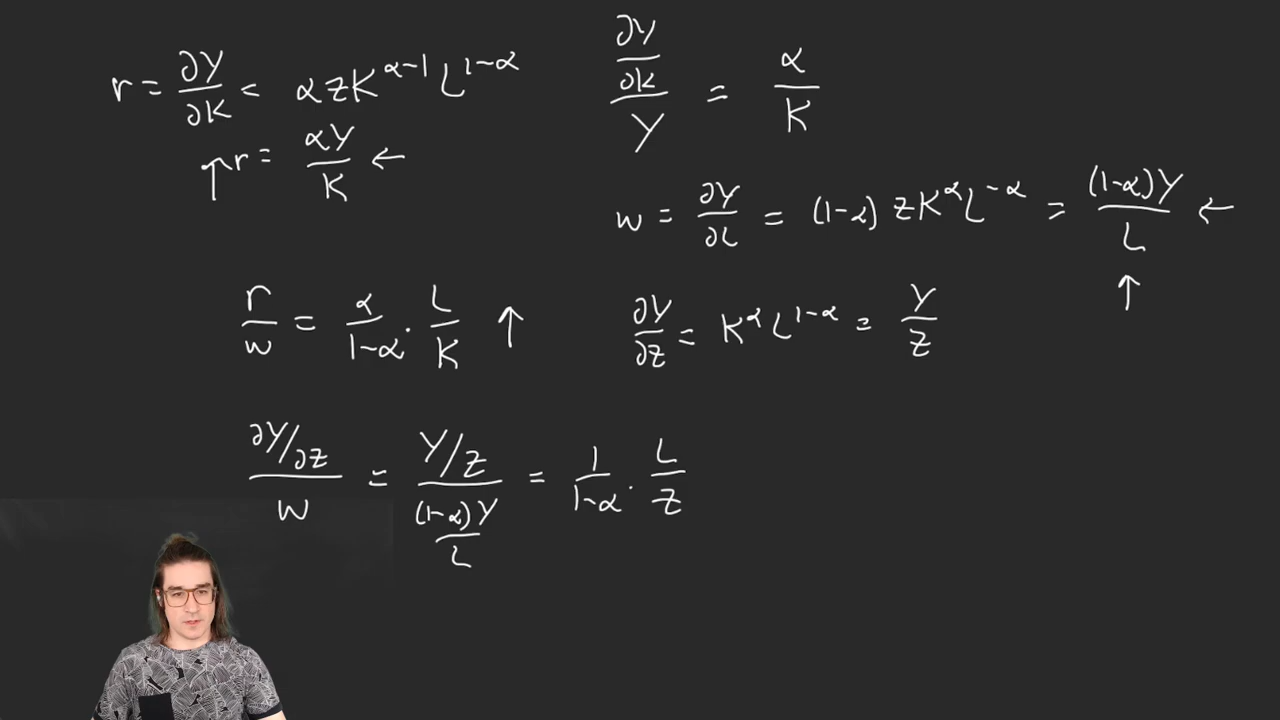 r = ∂Y/∂K = αzK^{α-1}L^{1-α}
↑r = αY/K ←
(∂Y/∂K)/Y = α/K
w = ∂Y/∂L = (1-α) zK^α L^{-α} = (1-α)Y/L ←
↑
r/w = α/(1-α) · L/K ↑
∂Y/∂z = K^α L^{1-α} = Y/z
(∂Y/∂z)/w = (Y/z)/((1-α)Y/L) = 1/(1-α) · L/z